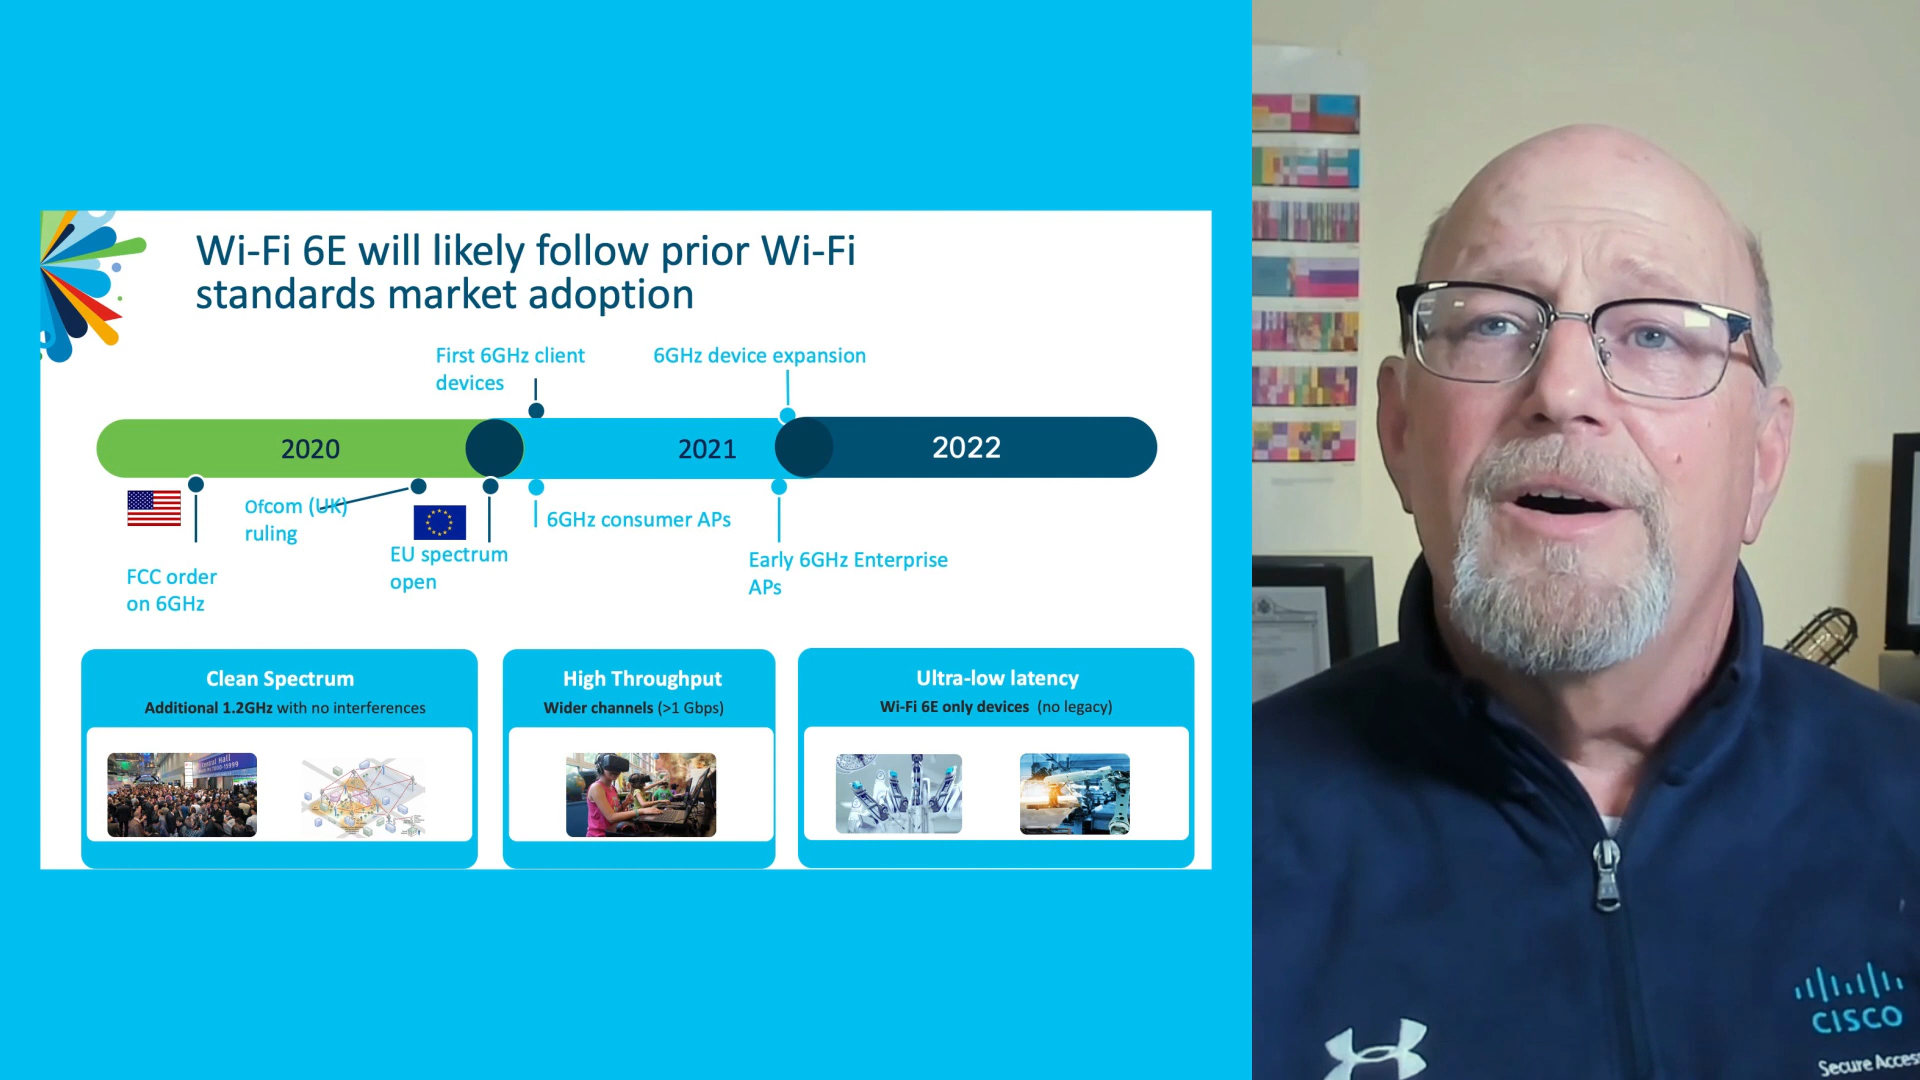 Wi-Fi 6E will likely follow prior Wi-Fi
standards market adoption
First 6GHz client
devices
6GHz device expansion
2020
2021
2022
Ofcom (UK)
ruling
6GHz consumer APs
EU spectrum
open
Early 6GHz Enterprise
APs
FCC order
on 6GHz
Clean Spectrum
Additional 1.2GHz with no interferences
High Throughput
Wider channels (>1 Gbps)
Ultra-low latency
Wi-Fi 6E only devices (no legacy)
CISCO
Secure Access